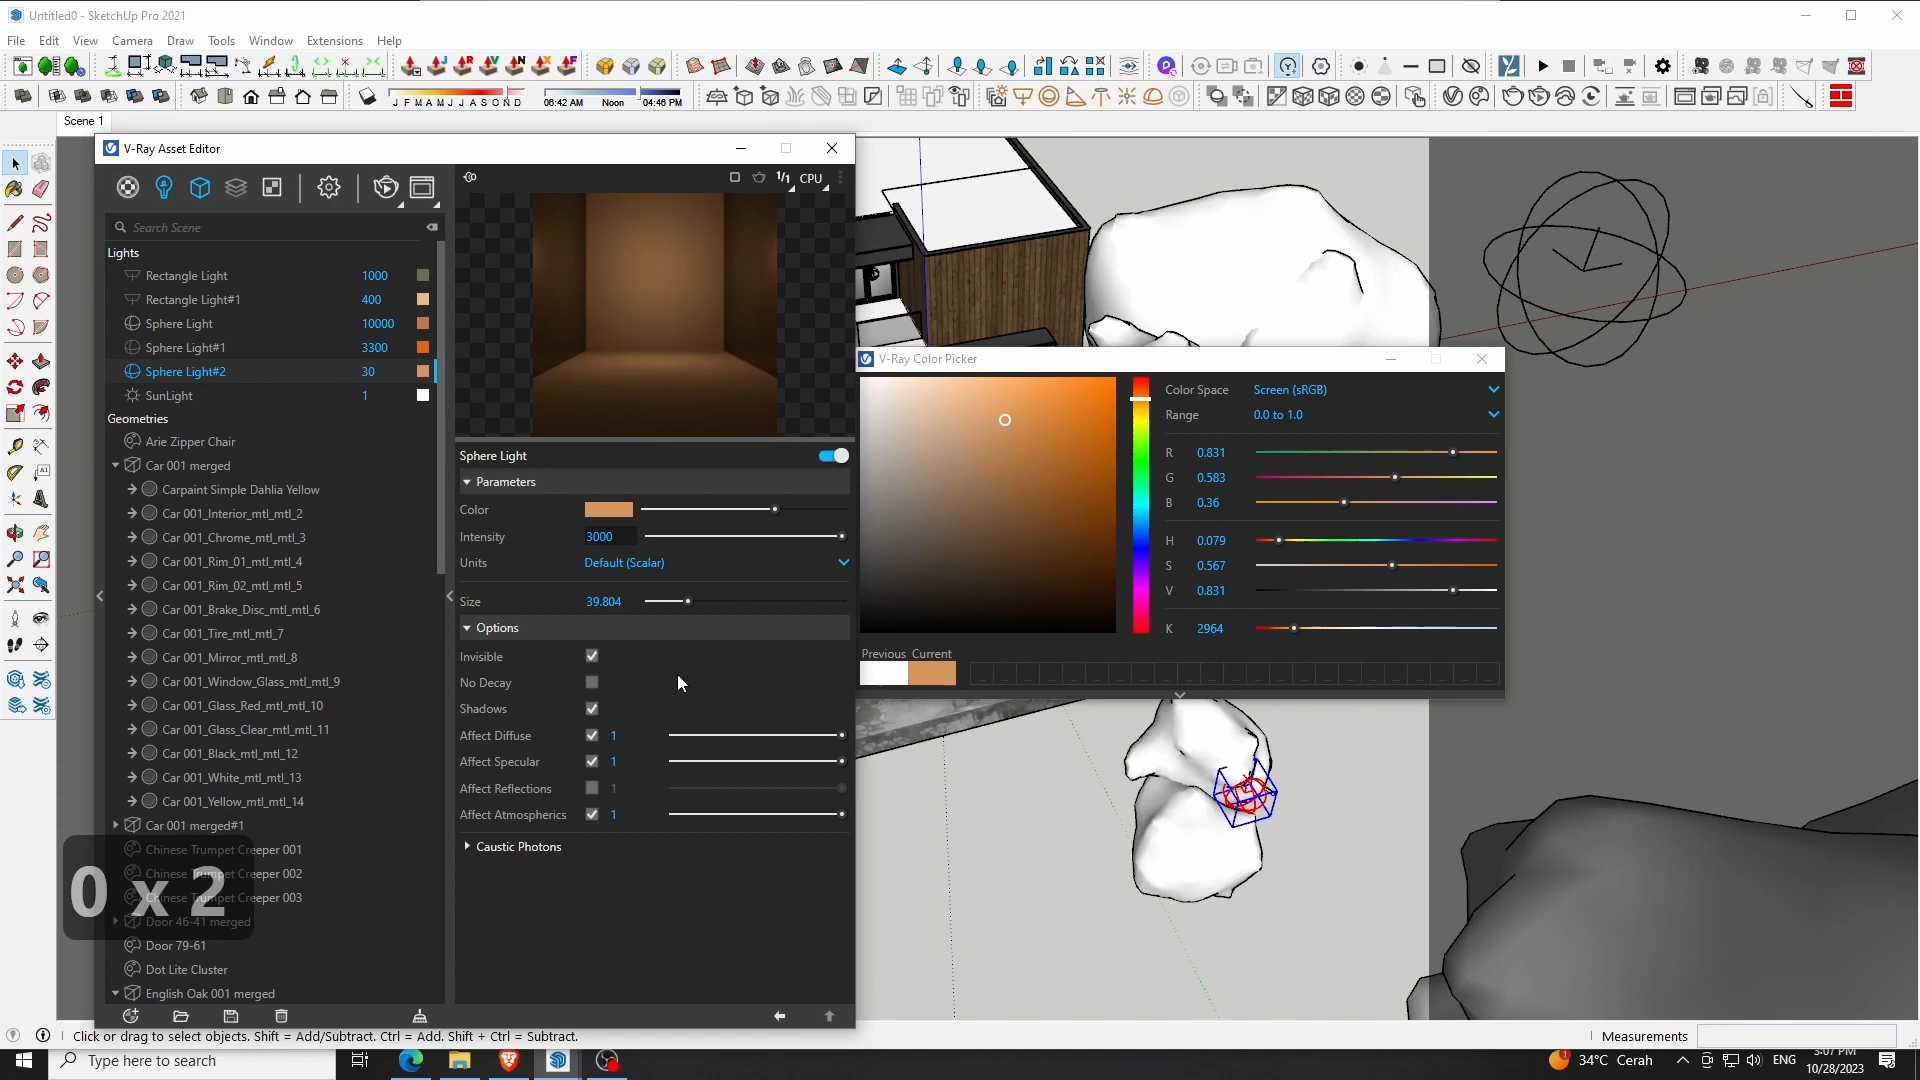 Untitled0 - SketchUp Pro 2021
File Edit View Camera Draw Tools Window Extensions Help
J F M A M J J A S O N D
06:42 AM Noon 04:46 PM
Scene 1
V-Ray Asset Editor
1/1 CPU
Search Scene
Lights
Rectangle Light 1000
Rectangle Light#1 400
Sphere Light 10000
Sphere Light#1 3300
Sphere Light#2 30
SunLight 1
Geometries
Arie Zipper Chair
Car 001 merged
Carpaint Simple Dahlia Yellow
Car 001_Interior_mtl_mtl_2
Car 001_Chrome_mtl_mtl_3
Car 001_Rim_01_mtl_mtl_4
Car 001_Rim_02_mtl_mtl_5
Car 001_Brake_Disc_mtl_mtl_6
Car 001_Tire_mtl_mtl_7
Car 001_Mirror_mtl_mtl_8
Car 001_Window_Glass_mtl_mtl_9
Car 001_Glass_Red_mtl_mtl_10
Car 001_Glass_Clear_mtl_mtl_11
Car 001_Black_mtl_mtl_12
Car 001_White_mtl_mtl_13
Car 001_Yellow_mtl_mtl_14
Car 001 merged#1
Chinese Trumpet Creeper 001
Chinese Trumpet Creeper 002
Chinese Trumpet Creeper 003
Door 46-41 merged
Door 79-61
Dot Lite Cluster
English Oak 001 merged
0 x 2
Sphere Light
Parameters
Color
Intensity 3000
Units Default (Scalar)
Size 39.804
Options
Invisible
No Decay
Shadows
Affect Diffuse 1
Affect Specular 1
Affect Reflections 1
Affect Atmospherics 1
Caustic Photons
V-Ray Color Picker
Color Space Screen (sRGB)
Range 0.0 to 1.0
R 0.831
G 0.583
B 0.36
H 0.079
S 0.567
V 0.831
K 2964
Previous Current
Click or drag to select objects. Shift = Add/Subtract. Ctrl = Add. Shift + Ctrl = Subtract.
Measurements
Type here to search
34°C Cerah
ENG
3:07 PM
10/28/2023